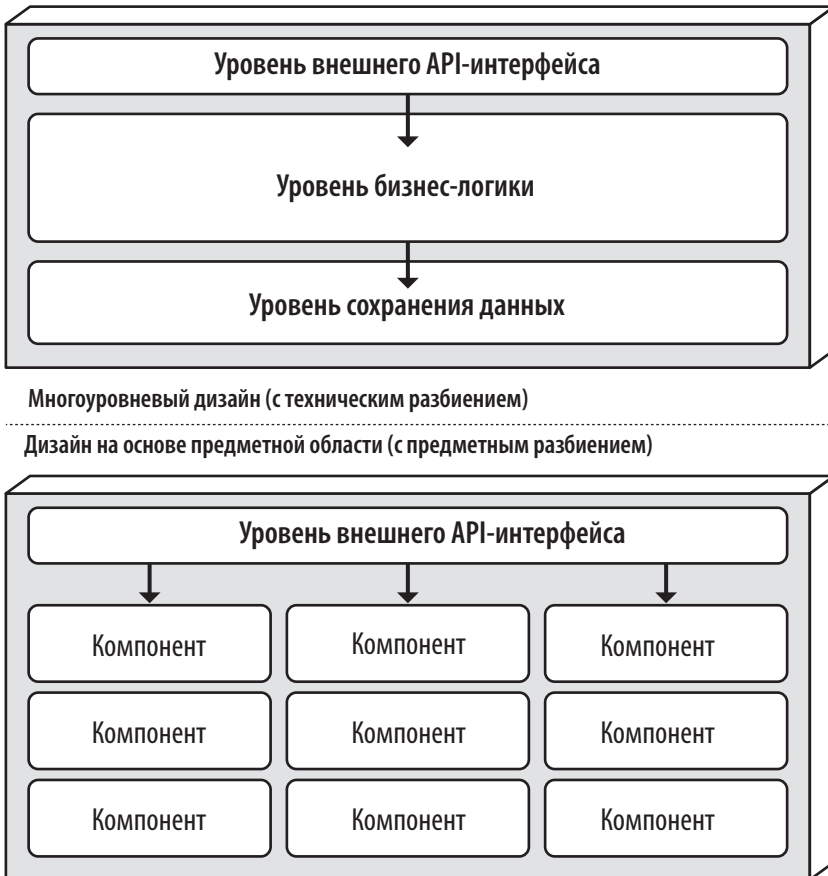 Уровень внешнего API-интерфейса
Уровень бизнес-логики
Уровень сохранения данных
Многоуровневый дизайн (с техническим разбиением)
Дизайн на основе предметной области (с предметным разбиением)
Уровень внешнего API-интерфейса
Компонент Компонент Компонент
Компонент Компонент Компонент
Компонент Компонент Компонент